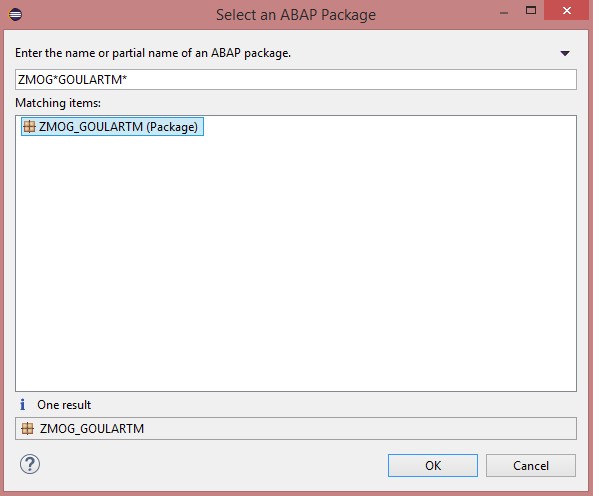 Select an ABAP Package
Enter the name or partial name of an ABAP package.
ZMOG*GOULARTM*
Matching items:
ZMOG_GOULARTM (Package)
One result
ZMOG_GOULARTM
OK
Cancel